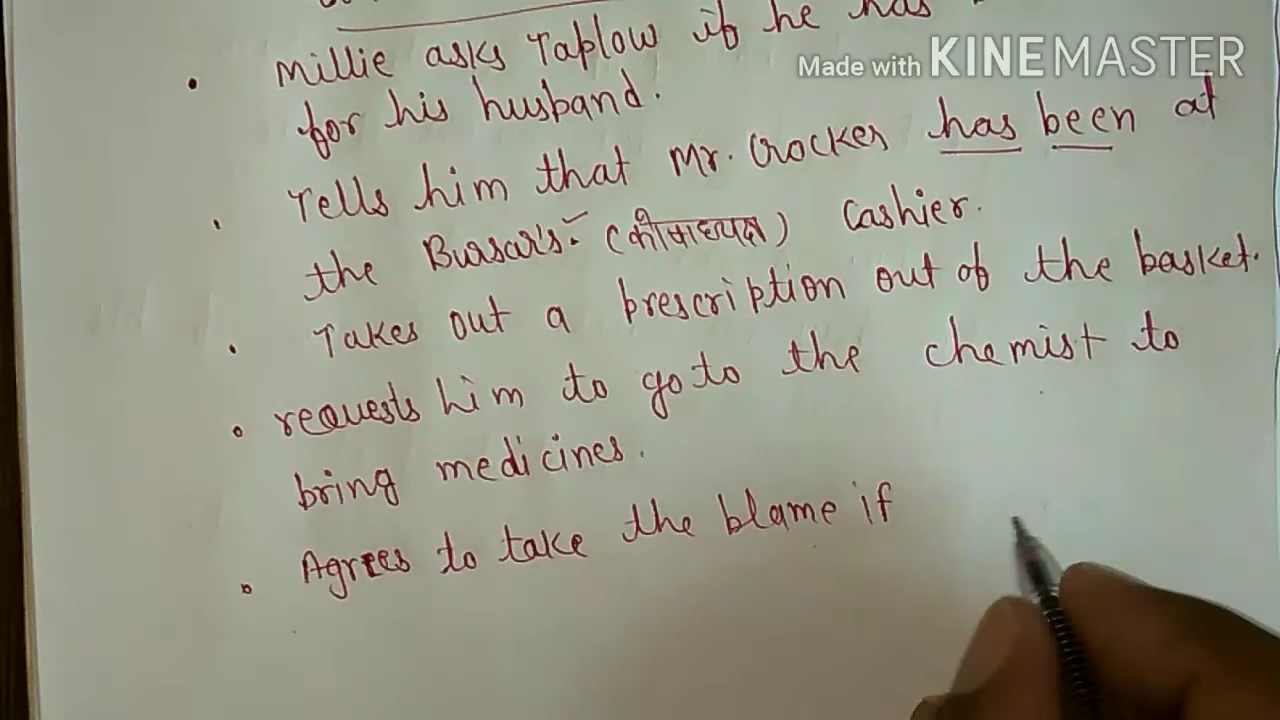 Millie asks Taplow if he has
Made with KINEMASTER
for his husband.
Tells him that Mr. Crocker has been at
the Bursar's (कोषाध्यक्ष) Cashier.
Takes out a prescription out of the basket.
requests him to go to the chemist to
bring medicines.
Agrees to take the blame if